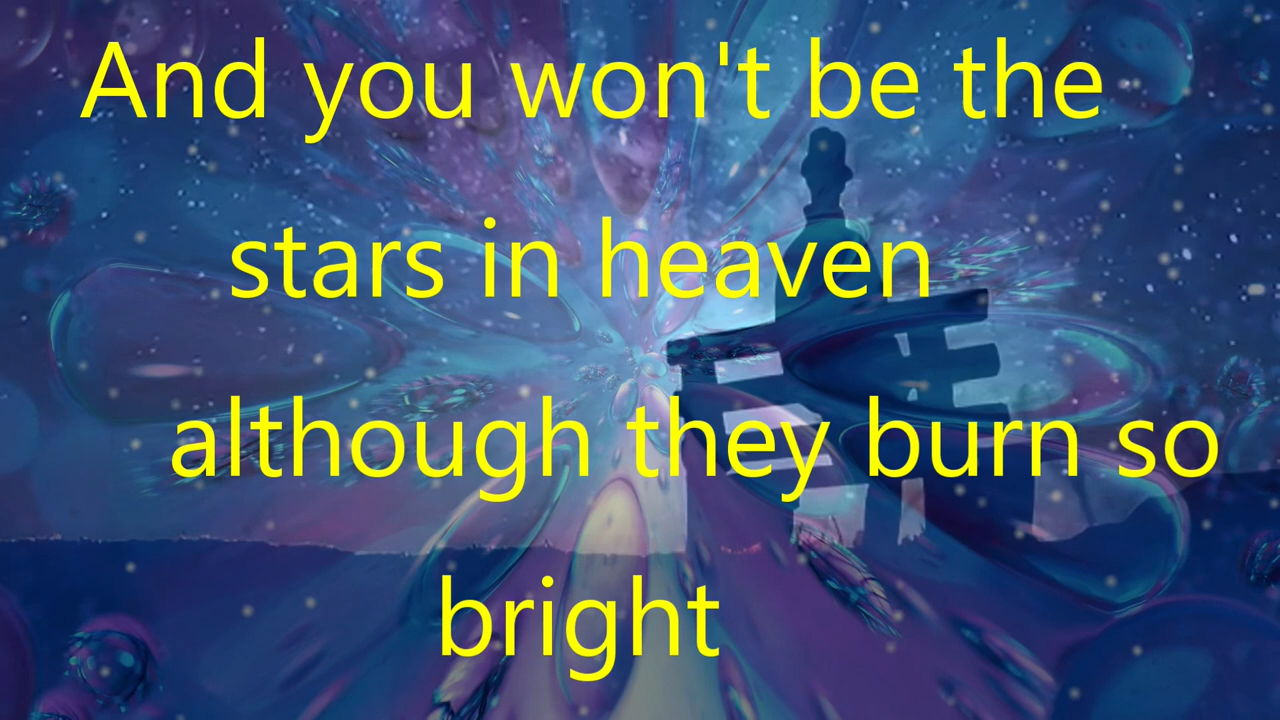 And you won't be the
stars in heaven
although they burn so
bright